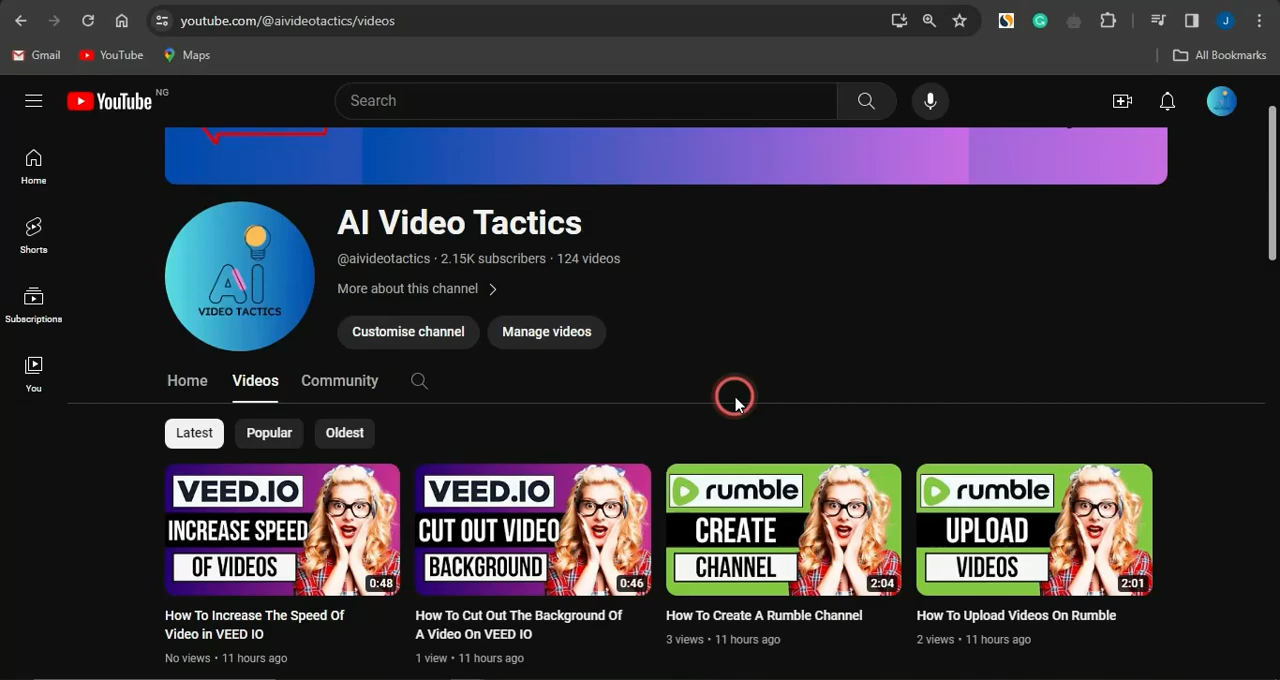 youtube.com/@aivideotactics/videos
J
Gmail
YouTube
Maps
All Bookmarks
YouTube NG
Search
Home
Shorts
Subscriptions
You
Ai
VIDEO TACTICS
AI Video Tactics
@aivideotactics · 2.15K subscribers · 124 videos
More about this channel
Customise channel
Manage videos
Home
Videos
Community
Latest
Popular
Oldest
VEED.IO
INCREASE SPEED
OF VIDEOS
0:48
How To Increase The Speed Of
Video in VEED IO
No views · 11 hours ago
VEED.IO
CUT OUT VIDEO
BACKGROUND
0:46
How To Cut Out The Background Of
A Video On VEED IO
1 view · 11 hours ago
rumble
CREATE
CHANNEL
2:04
How To Create A Rumble Channel
3 views · 11 hours ago
rumble
UPLOAD
VIDEOS
2:01
How To Upload Videos On Rumble
2 views · 11 hours ago